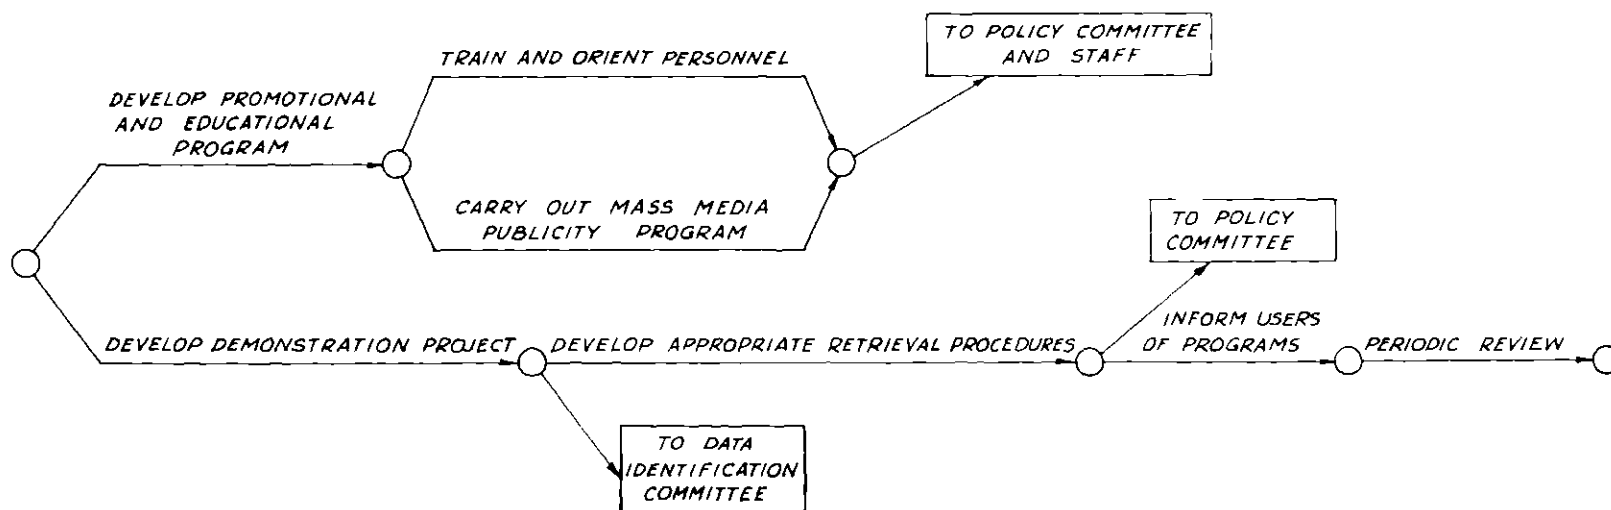 TO POLICY COMMITTEE
AND STAFF
TRAIN AND ORIENT PERSONNEL
DEVELOP PROMOTIONAL
AND EDUCATIONAL
PROGRAM
CARRY OUT MASS MEDIA
PUBLICITY PROGRAM
TO POLICY
COMMITTEE
DEVELOP DEMONSTRATION PROJECT
DEVELOP APPROPRIATE RETRIEVAL PROCEDURES
INFORM USERS
OF PROGRAMS
PERIODIC REVIEW
TO DATA
IDENTIFICATION
COMMITTEE